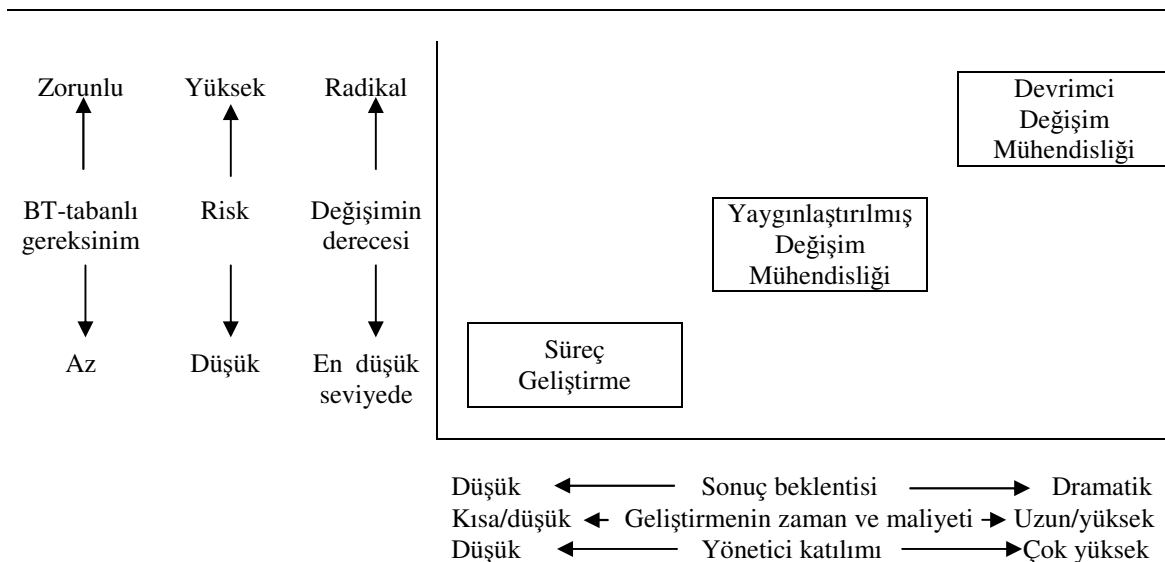 Zorunlu Yüksek Radikal
Devrimci
Değişim
Mühendisliği
BT-tabanlı Risk Değişimin
gereksinim derecesi
Yaygınlaştırılmış
Değişim
Mühendisliği
Az Düşük En düşük
seviyede
Süreç
Geliştirme
Düşük Sonuç beklentisi Dramatik
Kısa/düşük Geliştirmenin zaman ve maliyeti Uzun/yüksek
Düşük Yönetici katılımı Çok yüksek